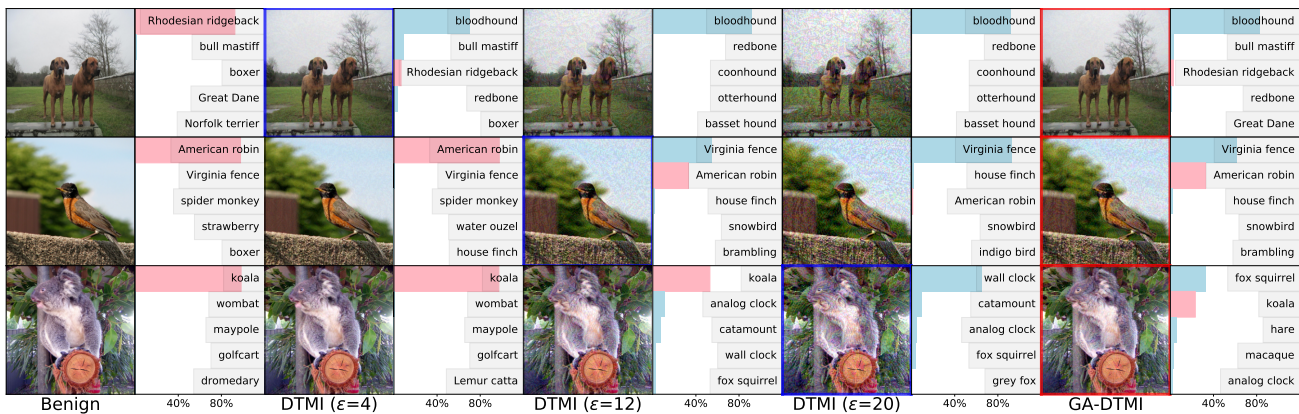 Rhodesian ridgeback
bull mastiff
boxer
Great Dane
Norfolk terrier
bloodhound
bull mastiff
Rhodesian ridgeback
redbone
boxer
bloodhound
redbone
coonhound
otterhound
basset hound
bloodhound
redbone
coonhound
otterhound
basset hound
bloodhound
bull mastiff
Rhodesian ridgeback
redbone
Great Dane
American robin
Virginia fence
spider monkey
strawberry
boxer
American robin
Virginia fence
spider monkey
water ouzel
house finch
Virginia fence
American robin
house finch
snowbird
brambling
Virginia fence
house finch
American robin
snowbird
indigo bird
Virginia fence
American robin
house finch
snowbird
brambling
koala
wombat
maypole
golfcart
dromedary
koala
wombat
maypole
golfcart
Lemur catta
koala
analog clock
catamount
wall clock
fox squirrel
wall clock
catamount
analog clock
fox squirrel
grey fox
fox squirrel
koala
hare
macaque
analog clock
40% 80% 40% 80% 40% 80% 40% 80% 40% 80%
Benign DTMI (ε=4) DTMI (ε=12) DTMI (ε=20) GA-DTMI